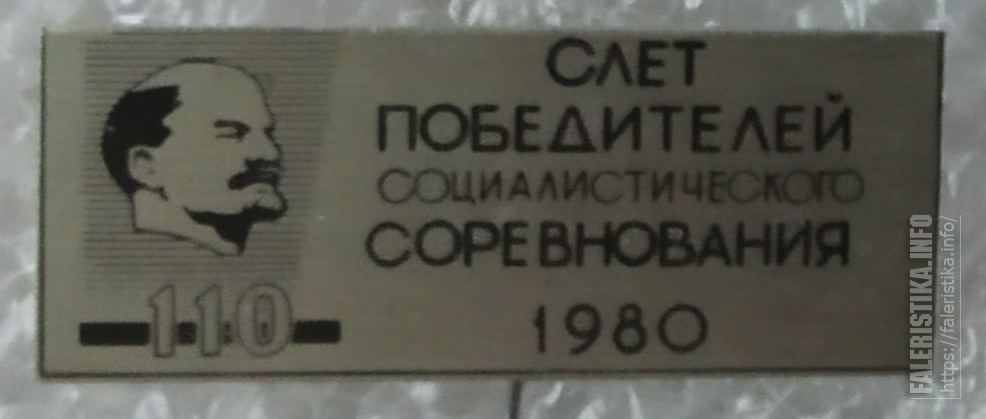 СЛЕТ
ПОБЕДИТЕЛЕЙ
СОЦИАЛИСТИЧЕСКОГО
СОРЕВНОВАНИЯ
1980
110
FALERISTIKA.INFO
https://faleristika.info/